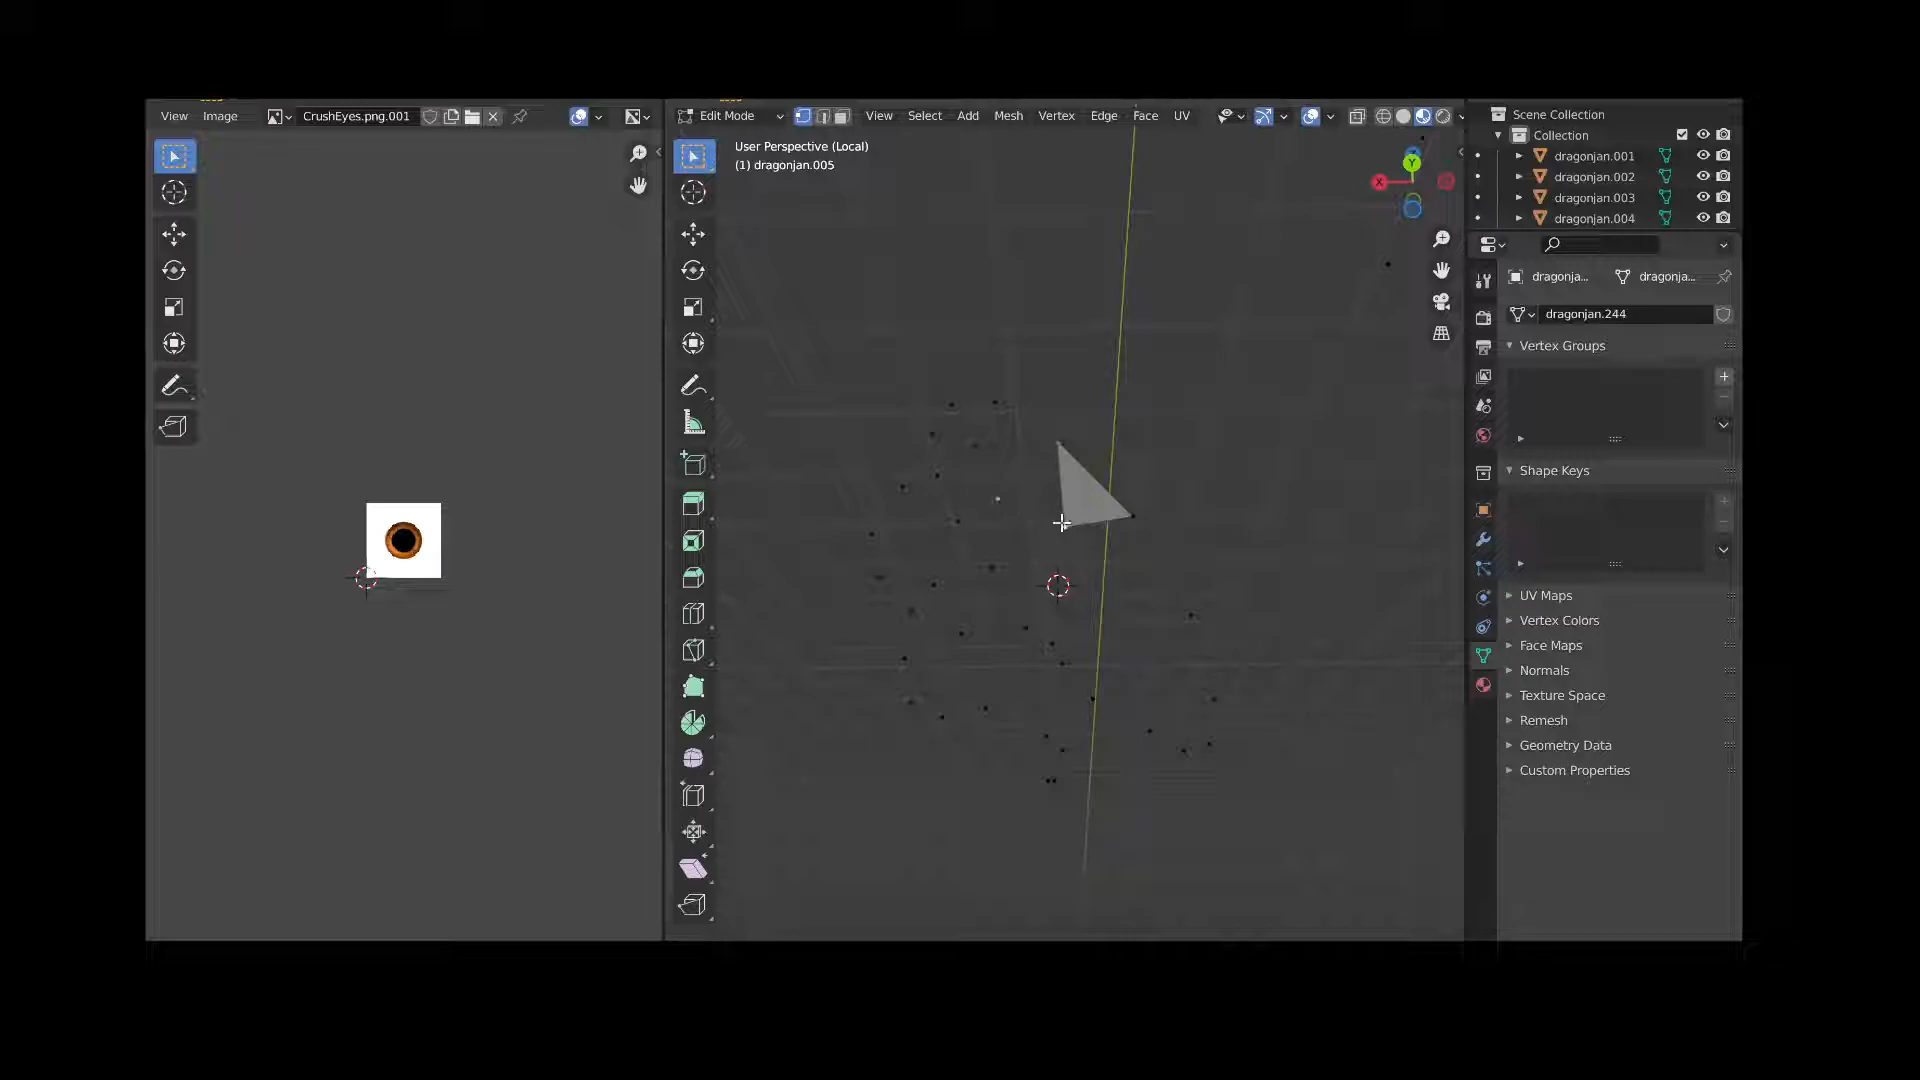 View Image CrushEyes.png.001
Edit Mode View Select Add Mesh Vertex Edge Face UV
User Perspective (Local)
(1) dragonjan.005
Y
X
Scene Collection
Collection
dragonjan.001
dragonjan.002
dragonjan.003
dragonjan.004
dragonja... dragonja...
dragonjan.244
Vertex Groups
Shape Keys
UV Maps
Vertex Colors
Face Maps
Normals
Texture Space
Remesh
Geometry Data
Custom Properties